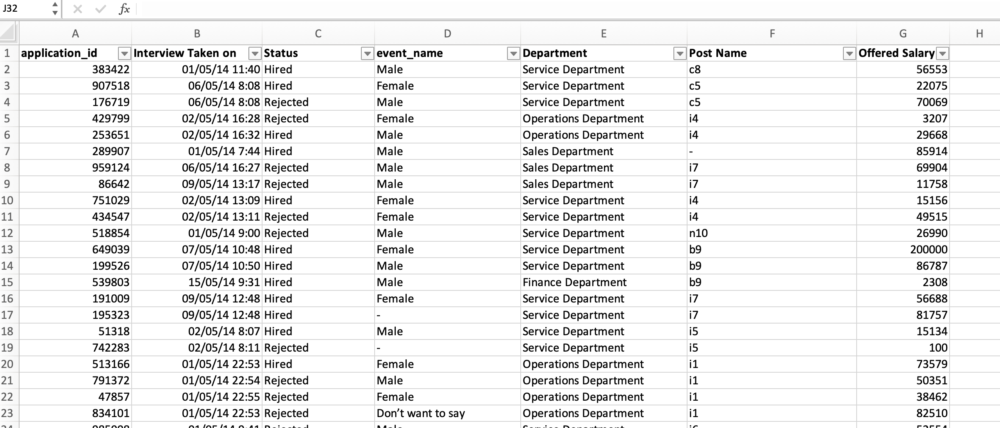 J32 fx
A B C D E F G H
1 application_id Interview Taken on Status event_name Department Post Name Offered Salary
2 383422 01/05/14 11:40 Hired Male Service Department c8 56553
3 907518 06/05/14 8:08 Hired Female Service Department c5 22075
4 176719 06/05/14 8:08 Rejected Male Service Department c5 70069
5 429799 02/05/14 16:28 Rejected Female Operations Department i4 3207
6 253651 02/05/14 16:32 Hired Male Operations Department i4 29668
7 289907 01/05/14 7:44 Hired Male Sales Department - 85914
8 959124 06/05/14 16:27 Rejected Male Sales Department i7 69904
9 86642 09/05/14 13:17 Rejected Male Sales Department i7 11758
10 751029 02/05/14 13:09 Hired Female Service Department i4 15156
11 434547 02/05/14 13:11 Rejected Female Service Department i4 49515
12 518854 01/05/14 9:00 Rejected Male Service Department n10 26990
13 649039 07/05/14 10:48 Hired Female Service Department b9 200000
14 199526 07/05/14 10:50 Hired Male Service Department b9 86787
15 539803 15/05/14 9:31 Hired Male Finance Department b9 2308
16 191009 09/05/14 12:48 Hired Female Service Department i7 56688
17 195323 09/05/14 12:48 Hired - Service Department i7 81757
18 51318 02/05/14 8:07 Hired Male Service Department i5 15134
19 742283 02/05/14 8:11 Rejected - Service Department i5 100
20 513166 01/05/14 22:53 Hired Female Operations Department i1 73579
21 791372 01/05/14 22:54 Rejected Male Operations Department i1 50351
22 47857 01/05/14 22:55 Rejected Female Operations Department i1 38462
23 834101 01/05/14 22:53 Rejected Don’t want to say Operations Department i1 82510